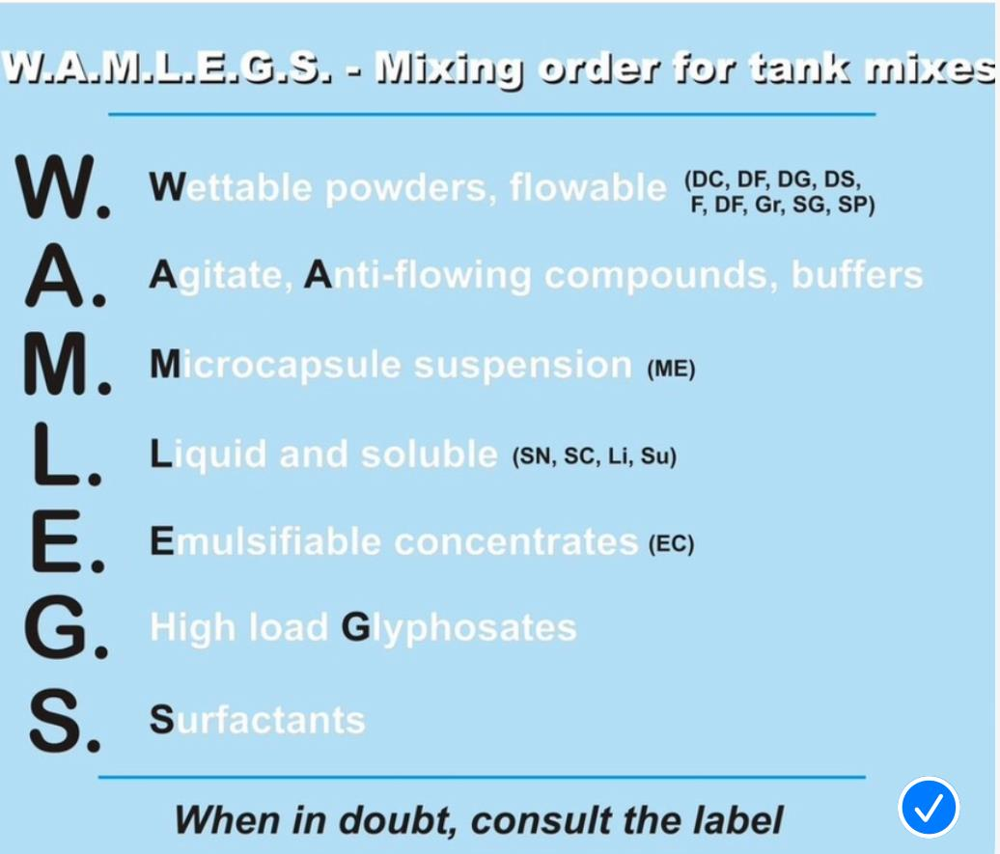 W.A.M.L.E.G.S. - Mixing order for tank mixes
W. Wettable powders, flowable (DC, DF, DG, DS,
F, DF, Gr, SG, SP)
A. Agitate, Anti-flowing compounds, buffers
M. Microcapsule suspension (ME)
L. Liquid and soluble (SN, SC, Li, Su)
E. Emulsifiable concentrates (EC)
G. High load Glyphosates
S. Surfactants
When in doubt, consult the label